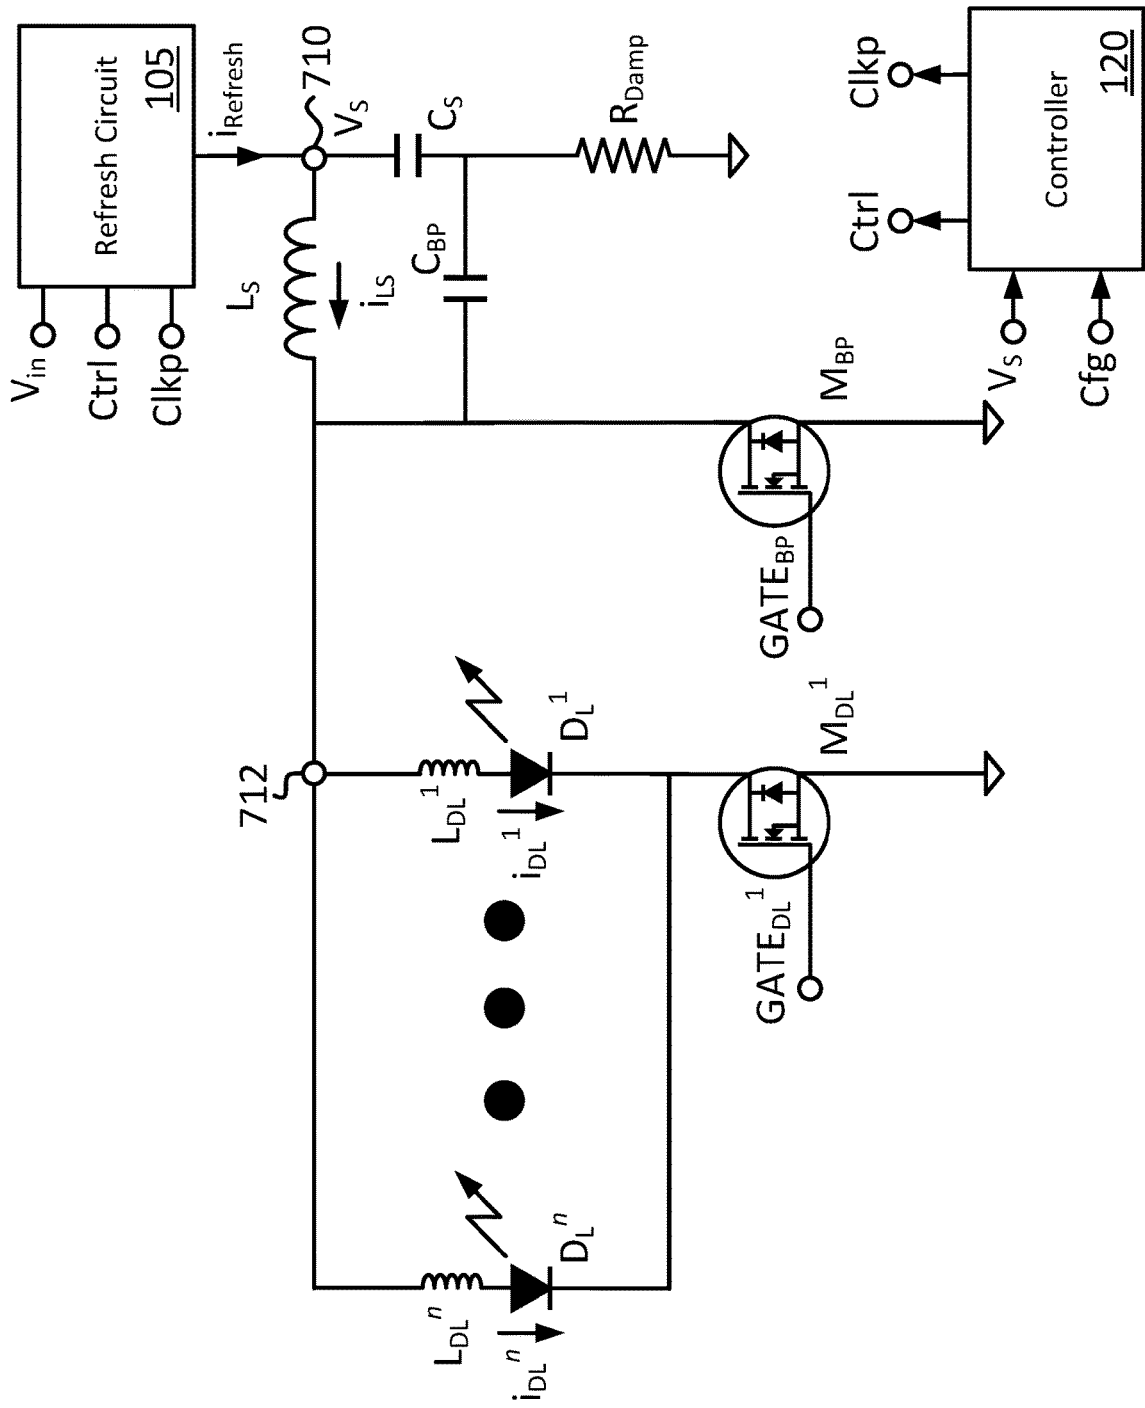 V_in
Ctrl
Clkp
Refresh Circuit
105
i_Refresh
710
V_S
L_S
i_LS
C_S
C_BP
R_Damp
Clkp
Ctrl
Controller
120
V_S
Cfg
M_BP
GATE_BP
712
L_DL^1
i_DL^1
D_L^1
M_DL^1
GATE_DL^1
L_DL^n
i_DL^n
D_L^n